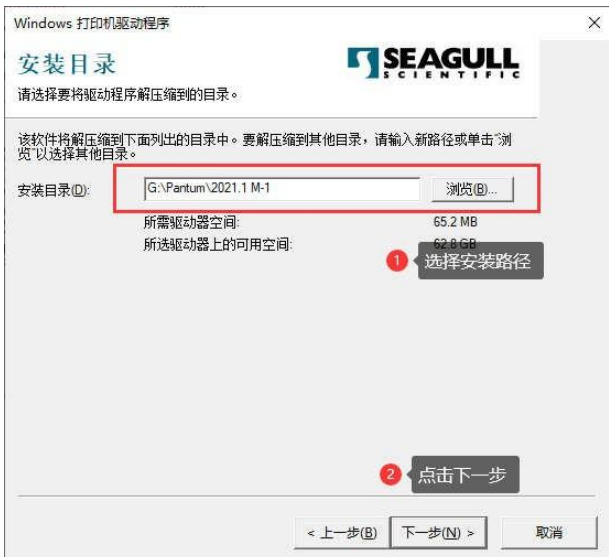 Windows 打印机驱动程序
安装目录
SEAGULL
SCIENTIFIC
请选择要将驱动程序解压缩到的目录。
该软件将解压缩到下面列出的目录中。要解压缩到其他目录，请输入新路径或单击“浏
览”以选择其他目录。
安装目录(D):
G:\Pantum\2021.1 M-1
浏览(B)...
所需驱动器空间:
65.2 MB
所选驱动器上的可用空间:
62.8 GB
1 选择安装路径
2 点击下一步
< 上一步(B)
下一步(N) >
取消